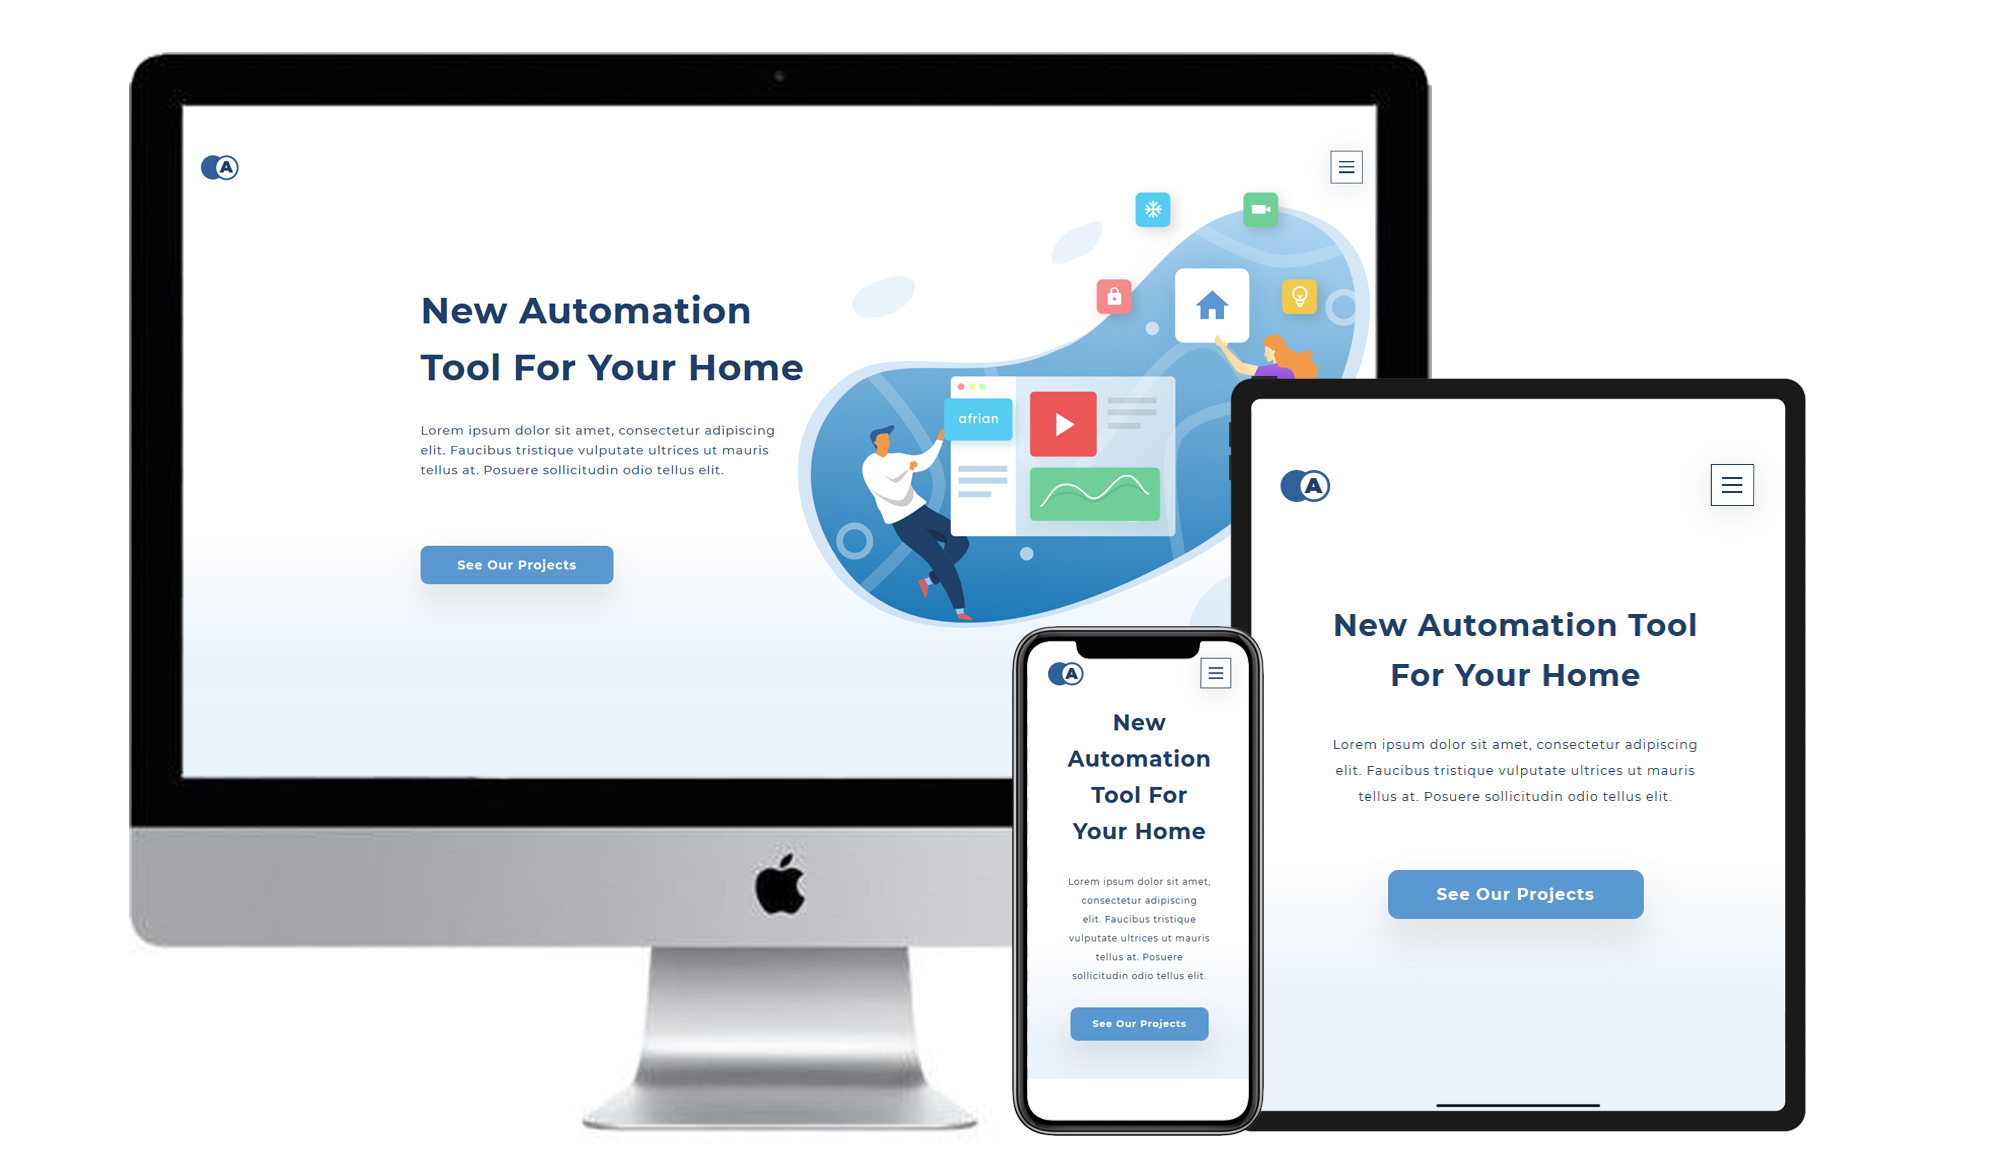 A
New Automation
Tool For Your Home
Lorem ipsum dolor sit amet, consectetur adipiscing
elit. Faucibus tristique vulputate ultrices ut mauris
tellus at. Posuere sollicitudin odio tellus elit.
See Our Projects
afrian
A
New
Automation
Tool For
Your Home
Lorem ipsum dolor sit amet,
consectetur adipiscing
elit. Faucibus tristique
vulputate ultrices ut mauris
tellus at. Posuere
sollicitudin odio tellus elit.
See Our Projects
A
New Automation Tool
For Your Home
Lorem ipsum dolor sit amet, consectetur adipiscing
elit. Faucibus tristique vulputate ultrices ut mauris
tellus at. Posuere sollicitudin odio tellus elit.
See Our Projects